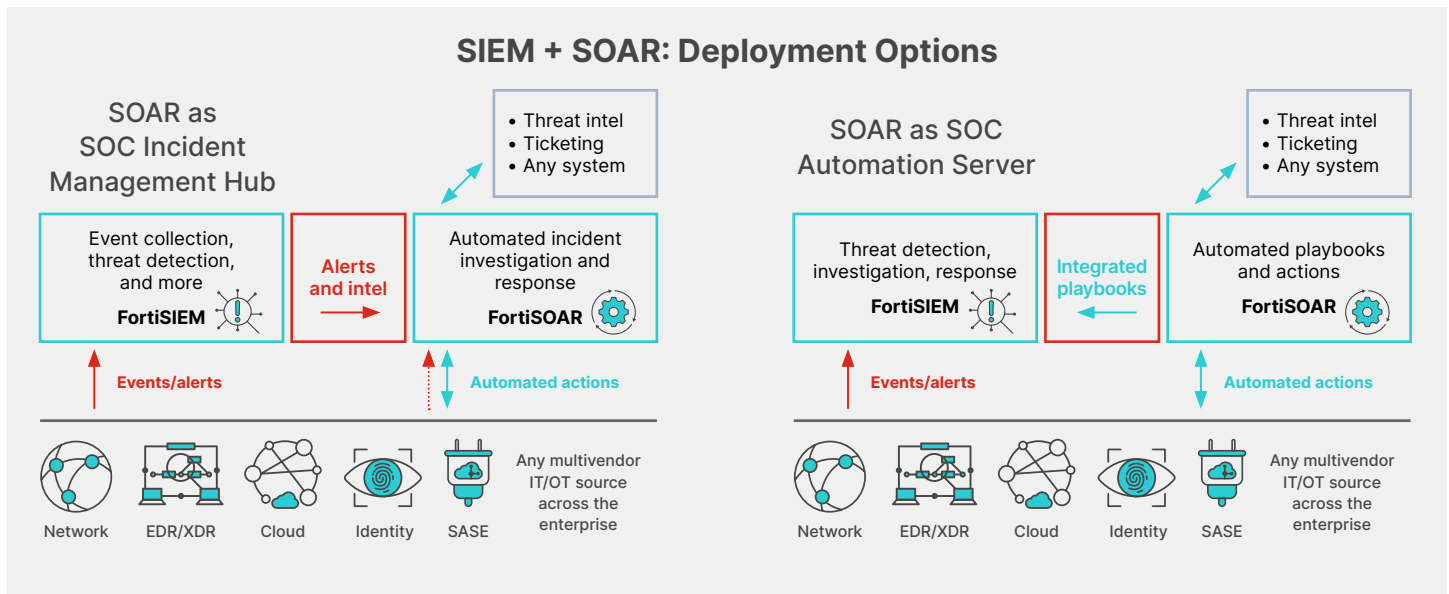 SIEM + SOAR: Deployment Options
SOAR as
SOC Incident
Management Hub
• Threat intel
• Ticketing
• Any system
Event collection,
threat detection,
and more
FortiSIEM
Alerts
and intel
Automated incident
investigation and
response
FortiSOAR
Events/alerts
Automated actions
Network
EDR/XDR
Cloud
Identity
SASE
Any multivendor
IT/OT source
across the
enterprise
SOAR as SOC
Automation Server
• Threat intel
• Ticketing
• Any system
Threat detection,
investigation, response
FortiSIEM
Integrated
playbooks
Automated playbooks
and actions
FortiSOAR
Events/alerts
Automated actions
Network
EDR/XDR
Cloud
Identity
SASE
Any multivendor
IT/OT source
across the
enterprise